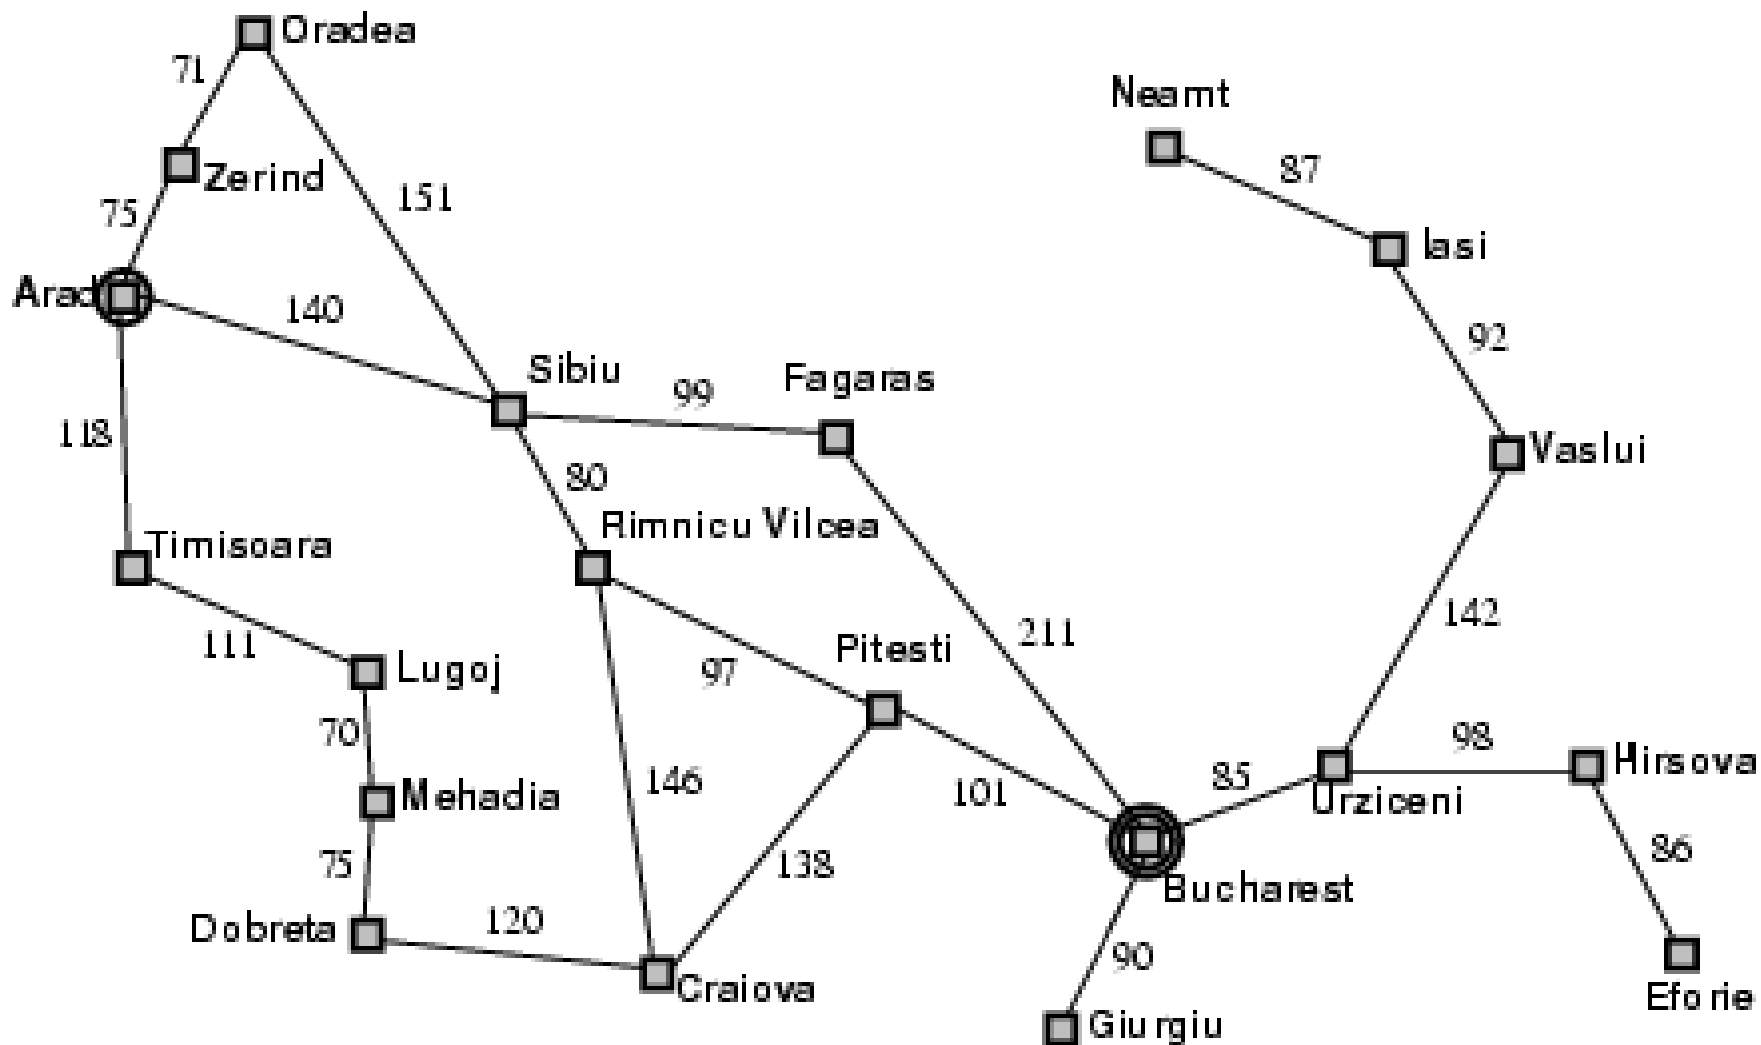 Oradea
71
Neamt
87
Zerind
151
75
Iasi
Arad
140
92
Sibiu
Fagaras
99
118
Vaslui
80
Rimnicu Vilcea
Timisoara
142
211
111
Pitesti
Lugoj
97
70
98
Hirsova
85
146
101
Mehadia
Urziceni
86
138
75
Bucharest
120
Dobreta
90
Craiova
Eforie
Giurgiu